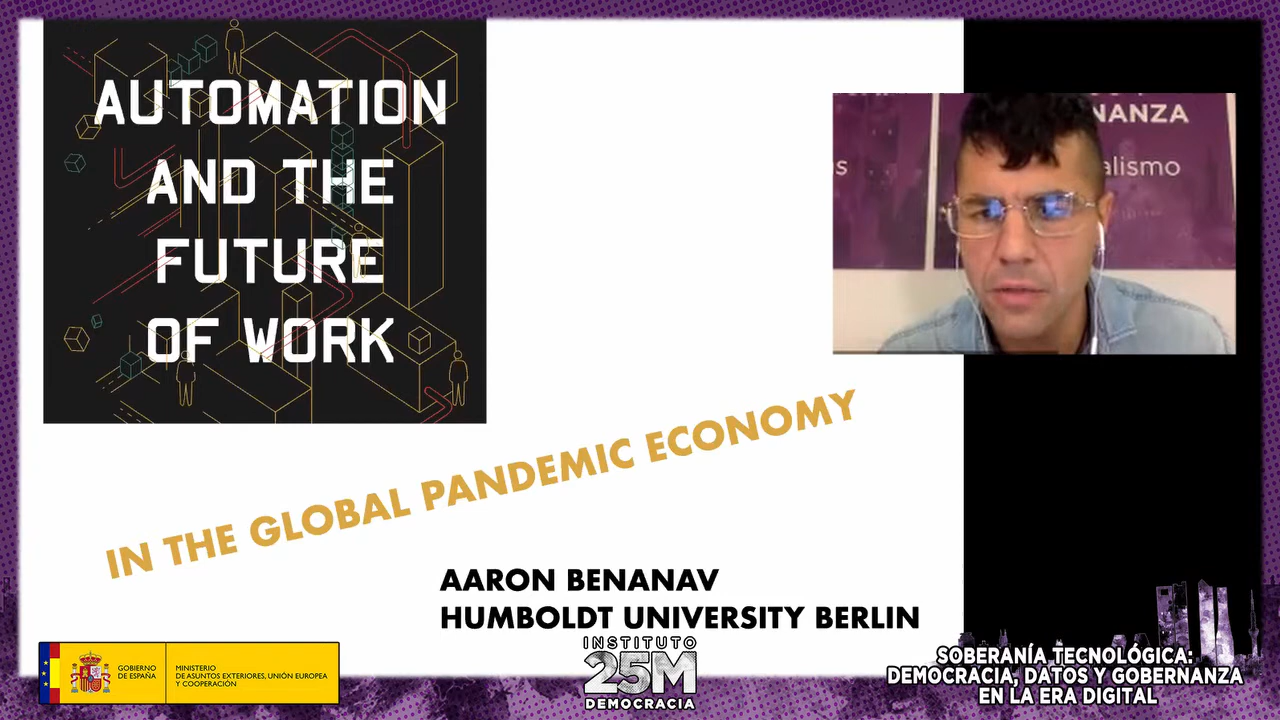 AUTOMATION
AND THE
FUTURE
OF WORK
NANZA
s
alismo
IN THE GLOBAL PANDEMIC ECONOMY
AARON BENANAV
HUMBOLDT UNIVERSITY BERLIN
GOBIERNO
DE ESPAÑA
MINISTERIO
DE ASUNTOS EXTERIORES, UNIÓN EUROPEA
Y COOPERACIÓN
INSTITUTO
25M
DEMOCRACIA
SOBERANÍA TECNOLÓGICA:
DEMOCRACIA, DATOS Y GOBERNANZA
EN LA ERA DIGITAL